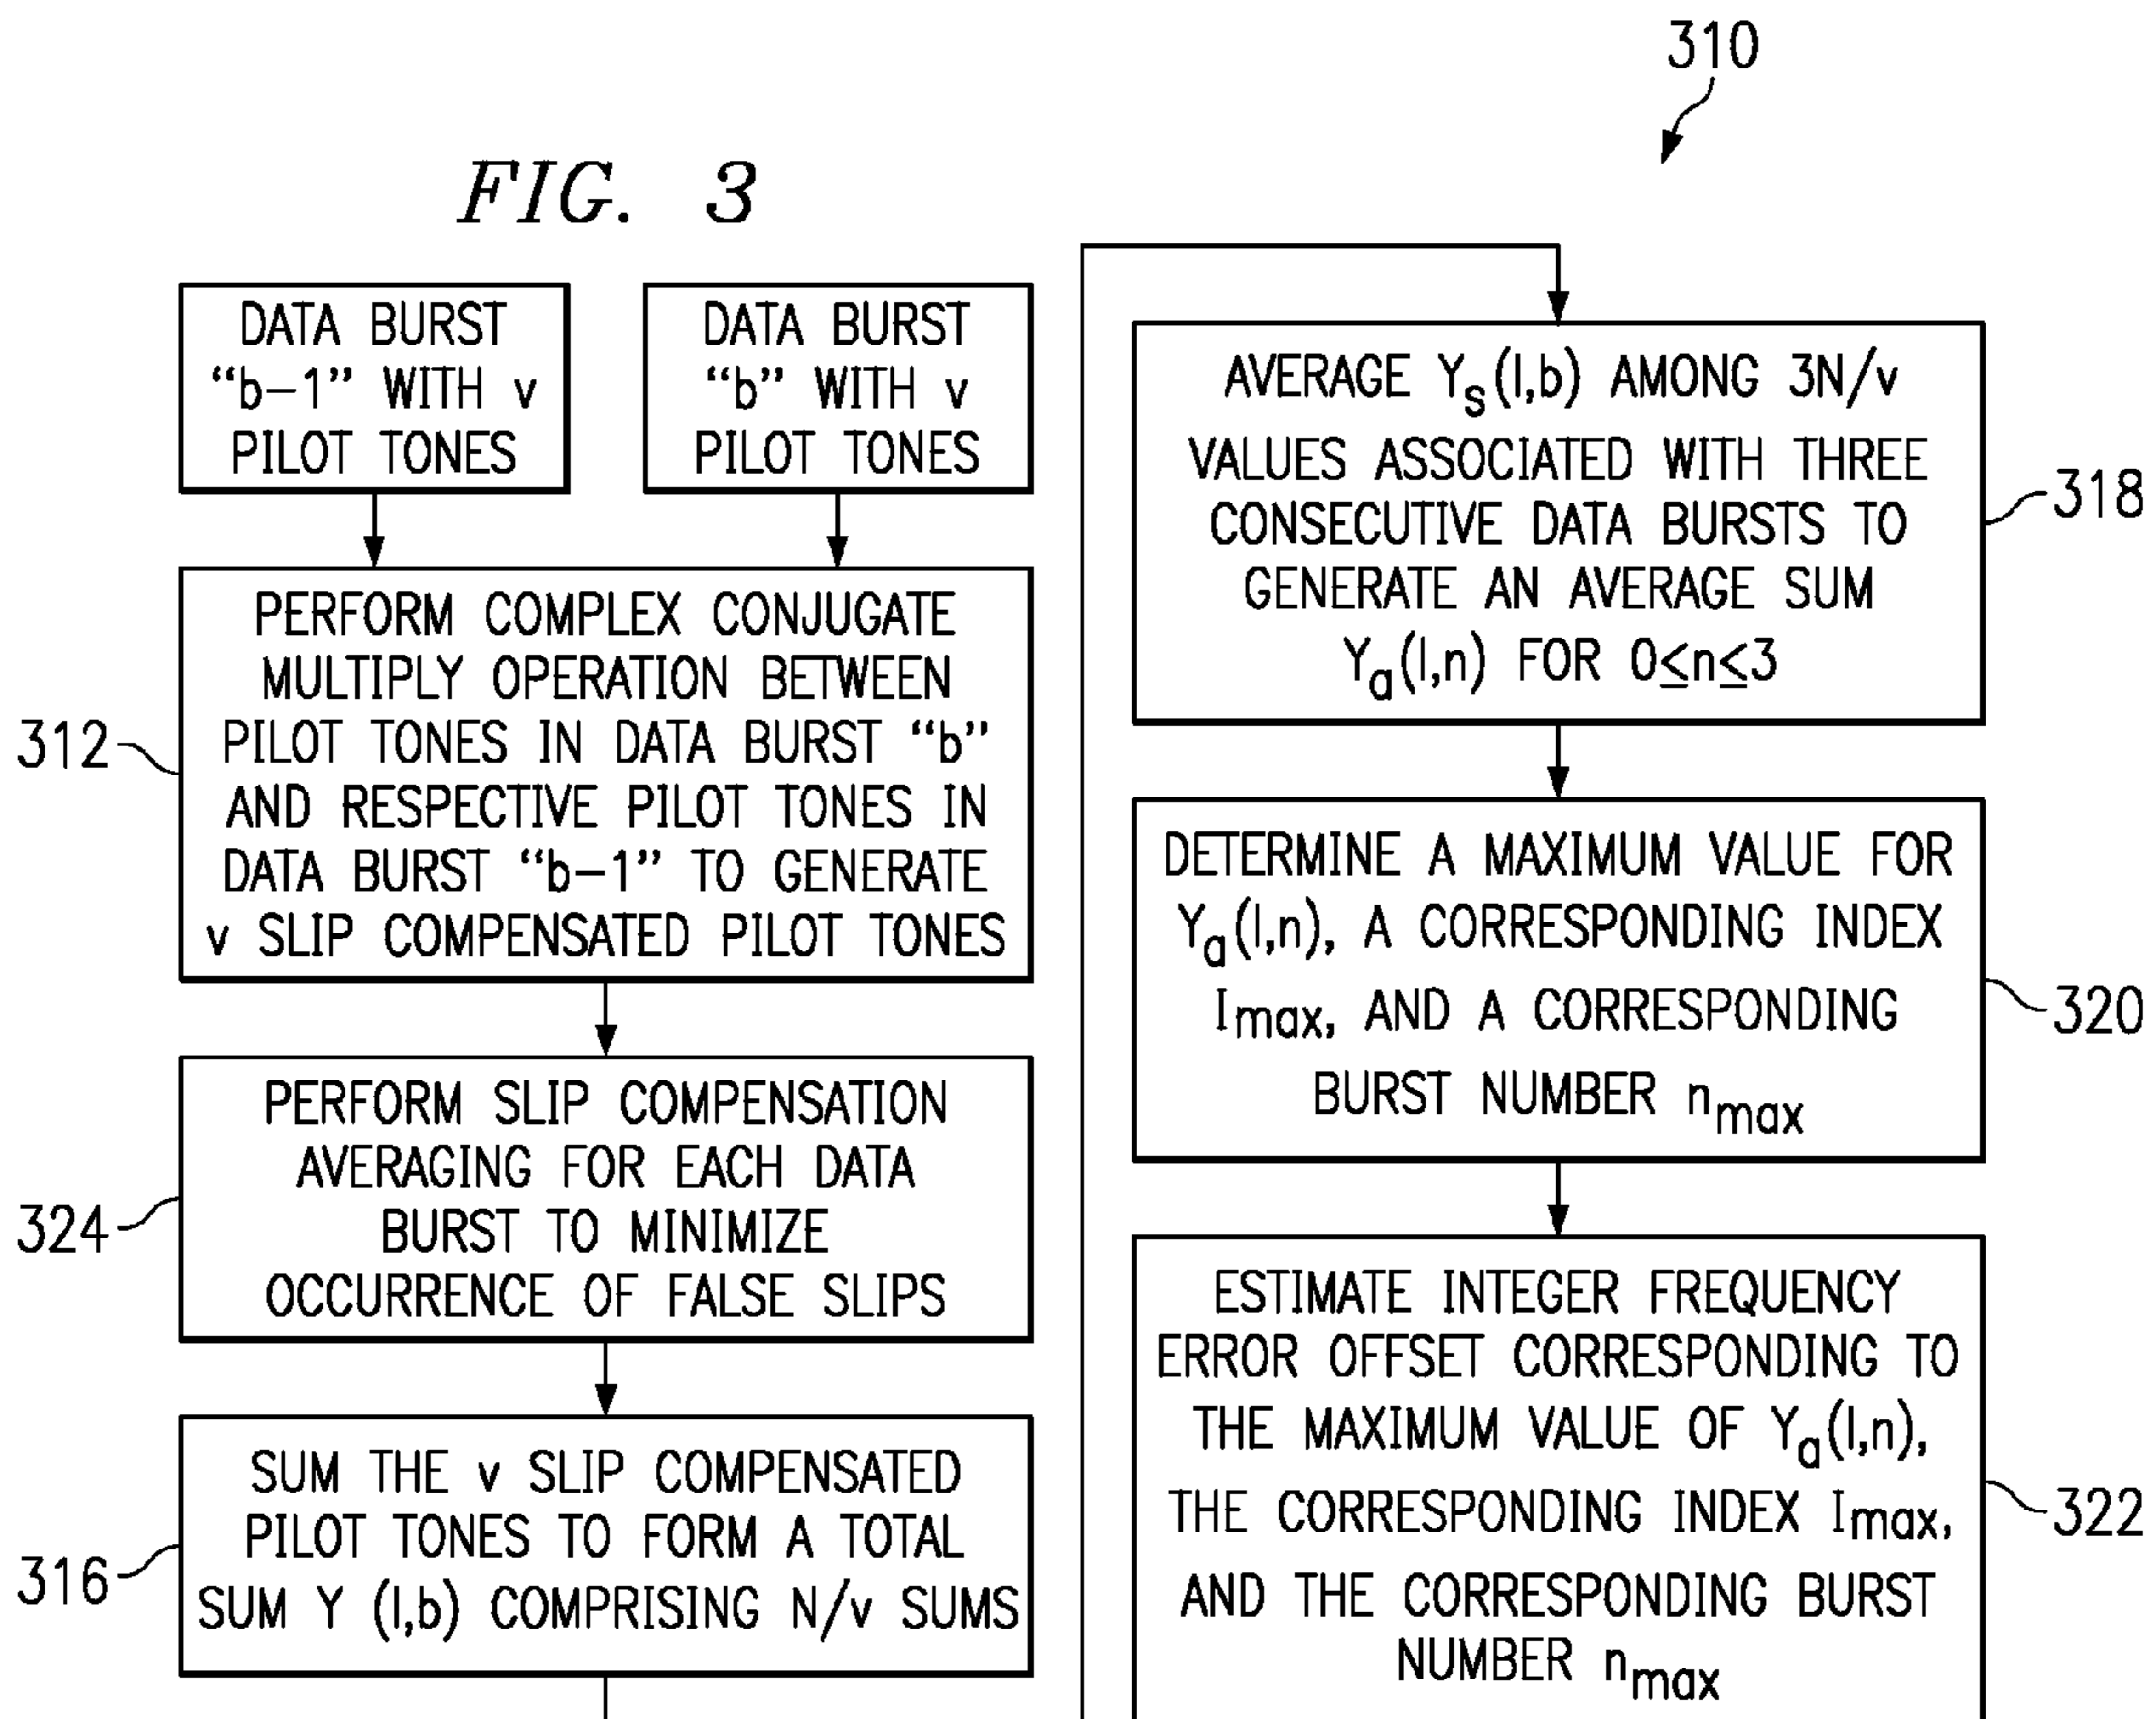 310
FIG. 3
DATA BURST
“b-1” WITH v
PILOT TONES
DATA BURST
“b” WITH v
PILOT TONES
312
PERFORM COMPLEX CONJUGATE
MULTIPLY OPERATION BETWEEN
PILOT TONES IN DATA BURST “b”
AND RESPECTIVE PILOT TONES IN
DATA BURST “b-1” TO GENERATE
v SLIP COMPENSATED PILOT TONES
324
PERFORM SLIP COMPENSATION
AVERAGING FOR EACH DATA
BURST TO MINIMIZE
OCCURRENCE OF FALSE SLIPS
316
SUM THE v SLIP COMPENSATED
PILOT TONES TO FORM A TOTAL
SUM Y (l,b) COMPRISING N/v SUMS
AVERAGE Ys(l,b) AMONG 3N/v
VALUES ASSOCIATED WITH THREE
CONSECUTIVE DATA BURSTS TO
GENERATE AN AVERAGE SUM
Ya(l,n) FOR 0≤n≤3
318
DETERMINE A MAXIMUM VALUE FOR
Ya(l,n), A CORRESPONDING INDEX
Imax, AND A CORRESPONDING
BURST NUMBER nmax
320
ESTIMATE INTEGER FREQUENCY
ERROR OFFSET CORRESPONDING TO
THE MAXIMUM VALUE OF Ya(l,n),
THE CORRESPONDING INDEX Imax,
AND THE CORRESPONDING BURST
NUMBER nmax
322